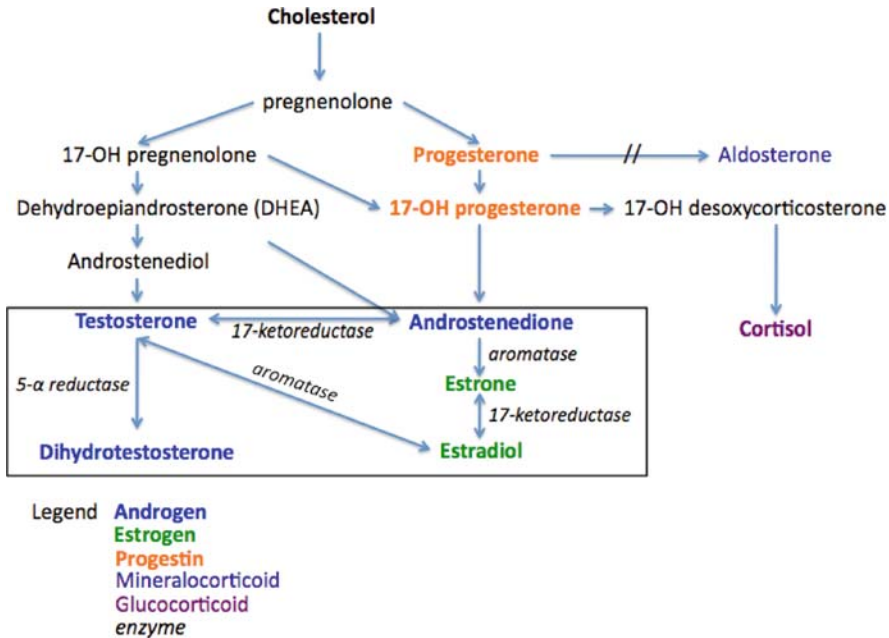 Cholesterol
pregnenolone
17-OH pregnenolone
Progesterone
//
Aldosterone
Dehydroepiandrosterone (DHEA)
17-OH progesterone
17-OH desoxycorticosterone
Androstenediol
Testosterone
17-ketoreductase
Androstenedione
Cortisol
aromatase
5-α reductase
aromatase
Estrone
17-ketoreductase
Dihydrotestosterone
Estradiol
Legend Androgen
Estrogen
Progestin
Mineralocorticoid
Glucocorticoid
enzyme